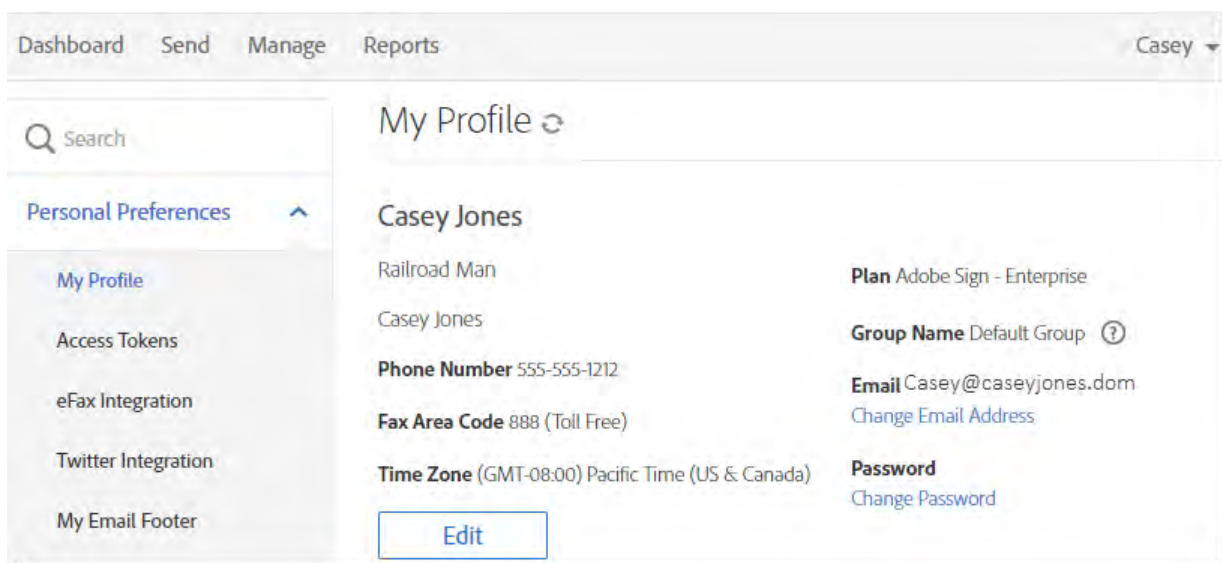 Dashboard Send Manage Reports Casey
Search
Personal Preferences
My Profile
Access Tokens
eFax Integration
Twitter Integration
My Email Footer
My Profile
Casey Jones
Railroad Man
Casey Jones
Phone Number 555-555-1212
Fax Area Code 888 (Toll Free)
Time Zone (GMT-08:00) Pacific Time (US & Canada)
Edit
Plan Adobe Sign - Enterprise
Group Name Default Group ?
Email Casey@caseyjones.dom
Change Email Address
Password
Change Password